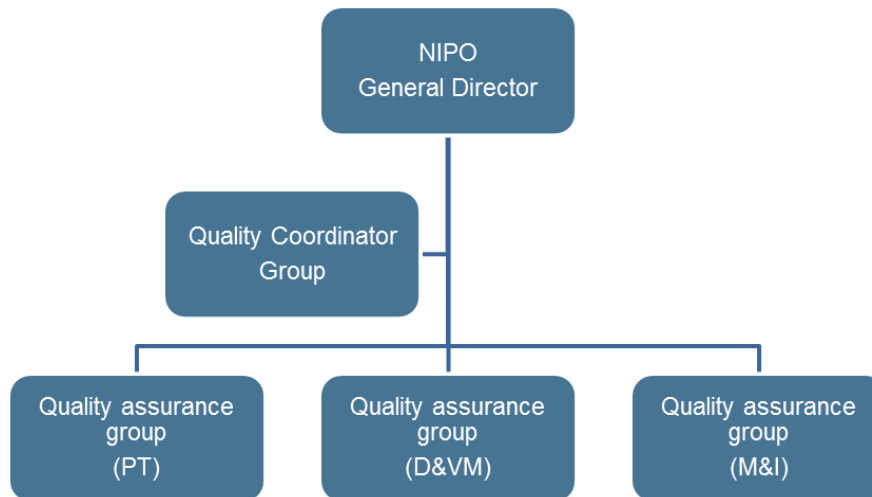 NIPO
General Director
Quality Coordinator
Group
Quality assurance
group
(PT)
Quality assurance
group
(D&VM)
Quality assurance
group
(M&I)